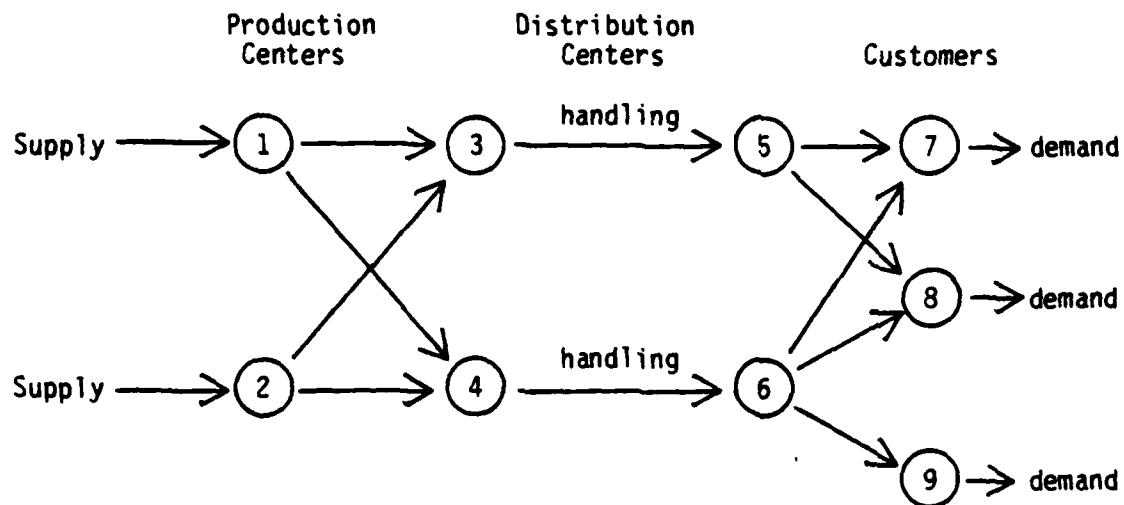 Production
Centers
Distribution
Centers
Customers
Supply
1
3
handling
5
7
demand
8
demand
Supply
2
4
handling
6
9
demand